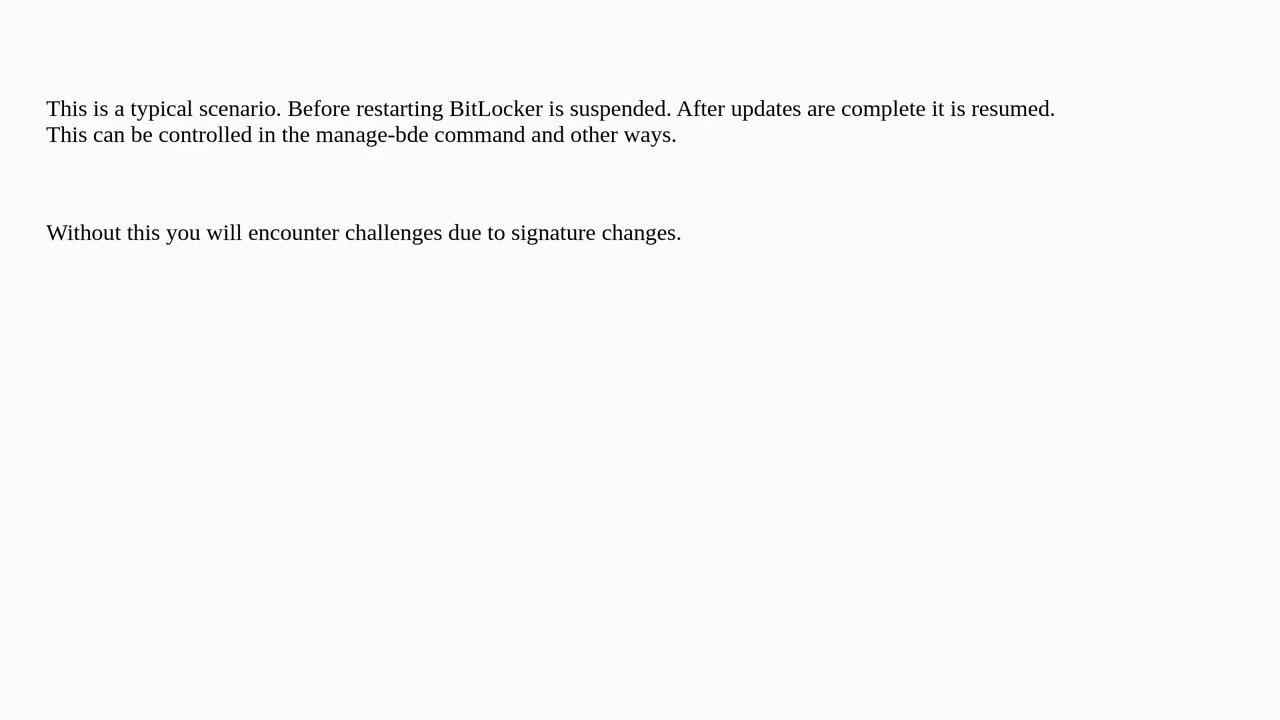 This is a typical scenario. Before restarting BitLocker is suspended. After updates are complete it is resumed.
This can be controlled in the manage-bde command and other ways.
Without this you will encounter challenges due to signature changes.